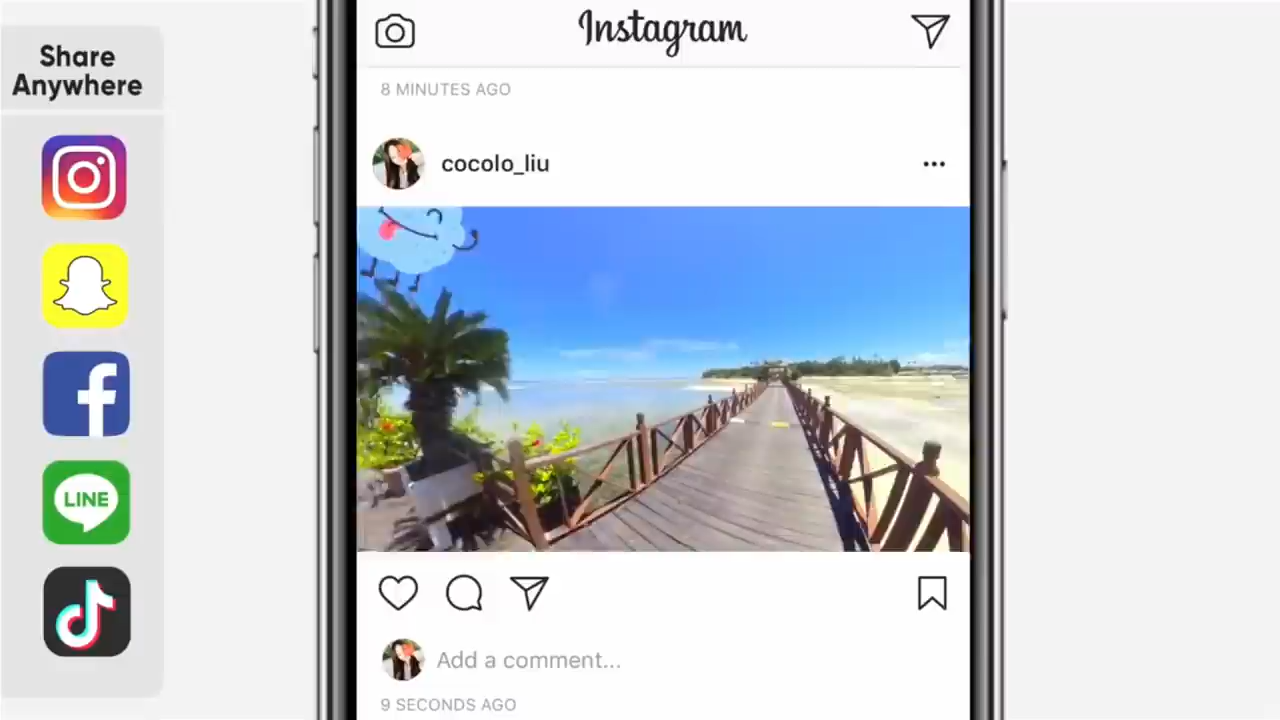 Share
Anywhere
LINE
Instagram
8 MINUTES AGO
cocolo_liu
Add a comment...
9 SECONDS AGO